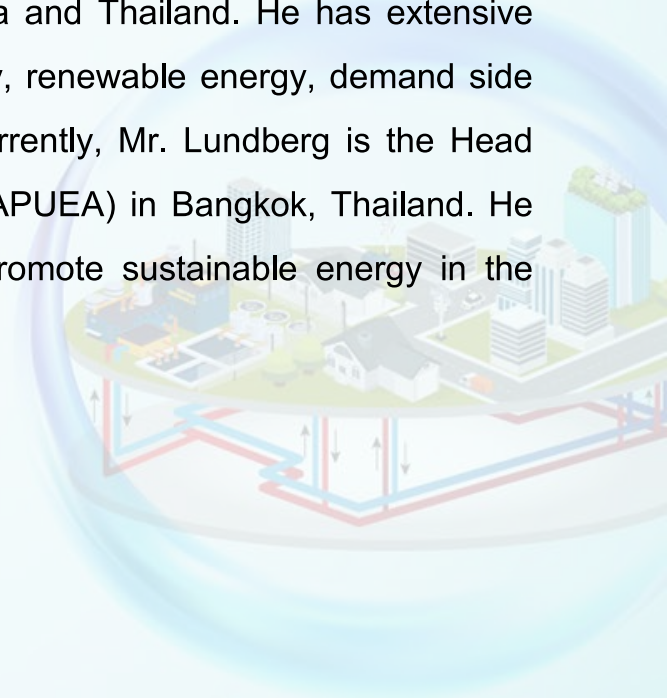 a and Thailand. He has extensive
, renewable energy, demand side
rrently, Mr. Lundberg is the Head
APUEA) in Bangkok, Thailand. He
romote sustainable energy in the